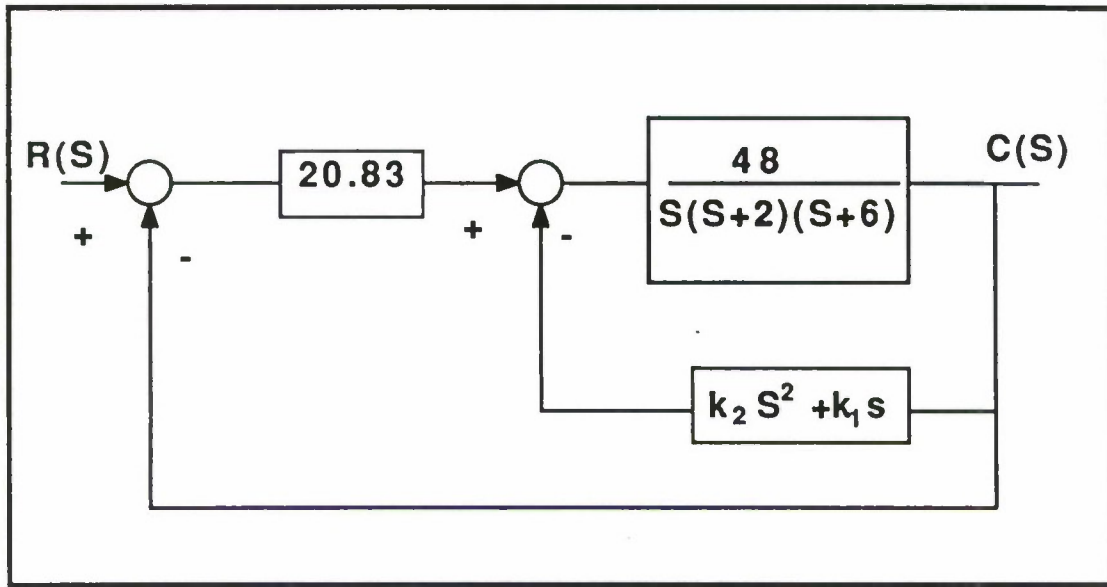 R(S)
+
-
20.83
+
-
48
S(S+2)(S+6)
C(S)
k₂ S² +k₁ s